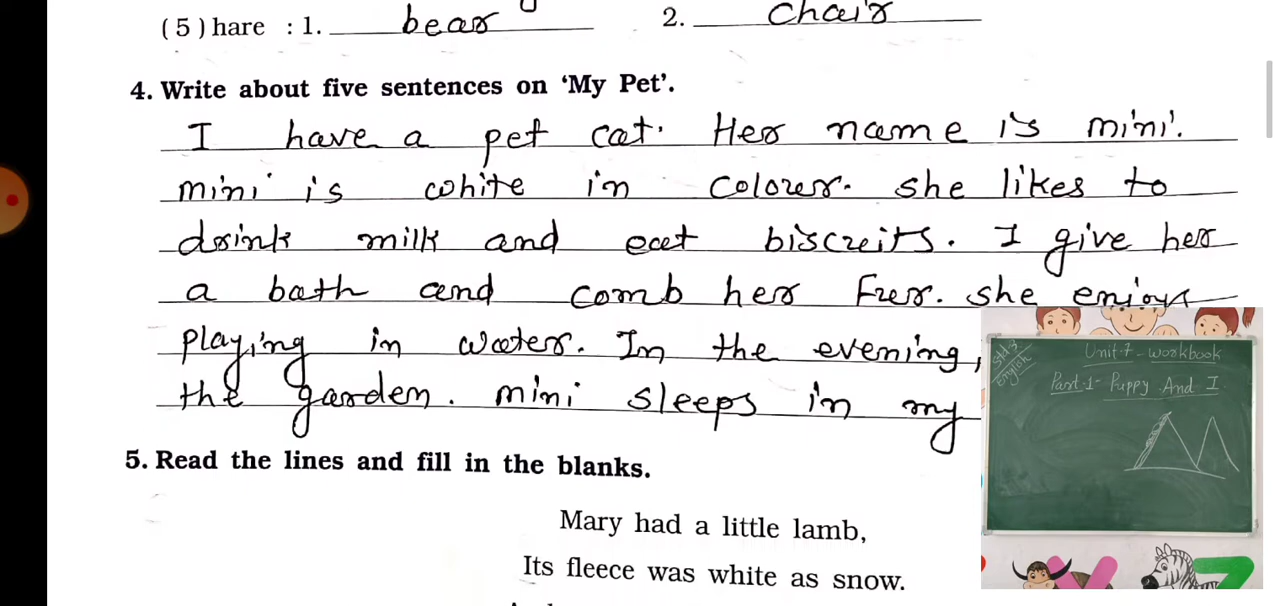 (5) hare : 1. bear 2. chair
4. Write about five sentences on ‘My Pet’.
I have a pet cat. Her name is mini.
mini is white in colour. she likes to
drink milk and eat biscuits. I give her
a bath and comb her Fur. she enjoys
playing in water. In the evening,
the garden. mini sleeps in my
5. Read the lines and fill in the blanks.
Mary had a little lamb,
Its fleece was white as snow.
Std:3
English
Unit-7 - workbook
Part-1- Puppy And I